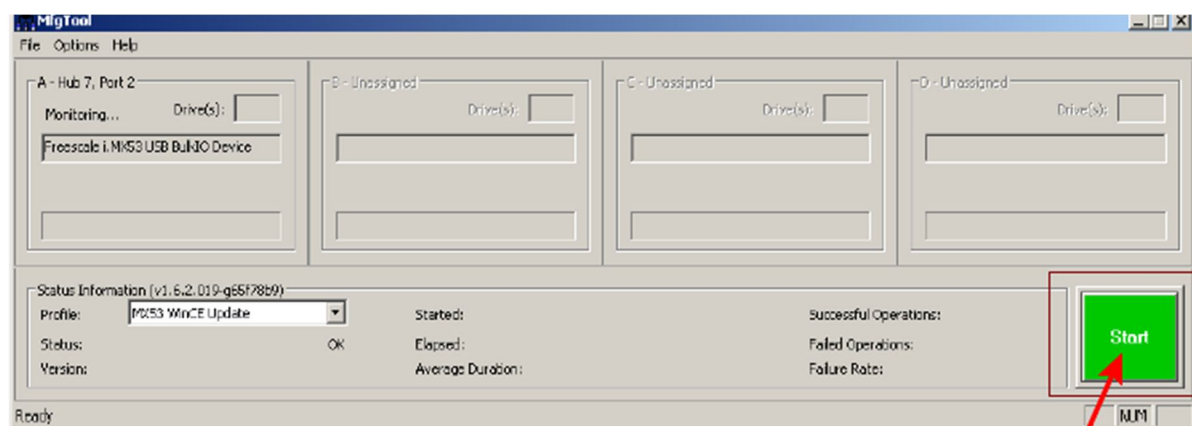 MfgTool
File Options Help
A - Hub 7, Port 2
Monitoring... Drive(s):
Freescale i.MX53 USB BulkIO Device
B - Unassigned
Drive(s):
C - Unassigned
Drive(s):
D - Unassigned
Drive(s):
Status Information (v1.6.2.019-g65f78b9)
Profile: MX53 WinCE Update Started: Successful Operations:
Status: OK Elapsed: Failed Operations:
Version: Average Duration: Failure Rate:
Start
Ready NUM